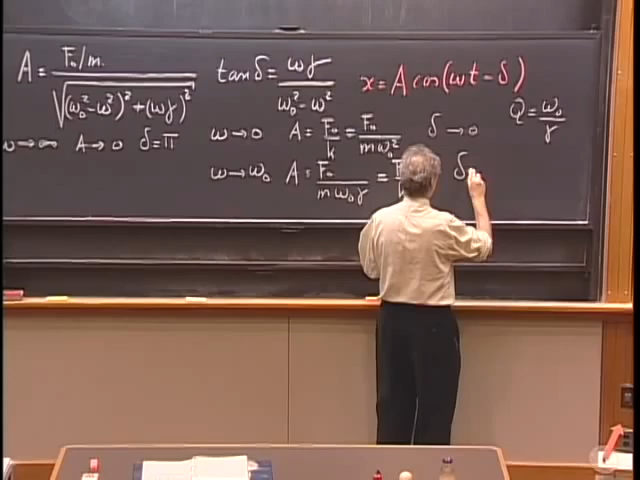 A = F₀/m / √((ω₀² - ω²)² + (ωγ)²)
tan δ = ωγ / (ω₀² - ω²)
x = A cos(ωt - δ)
Q = ω₀/γ
ω → ∞ A → 0 δ = π
ω → 0 A = F₀/k = F₀/mω₀² δ → 0
ω → ω₀ A = F₀/mω₀γ = δ